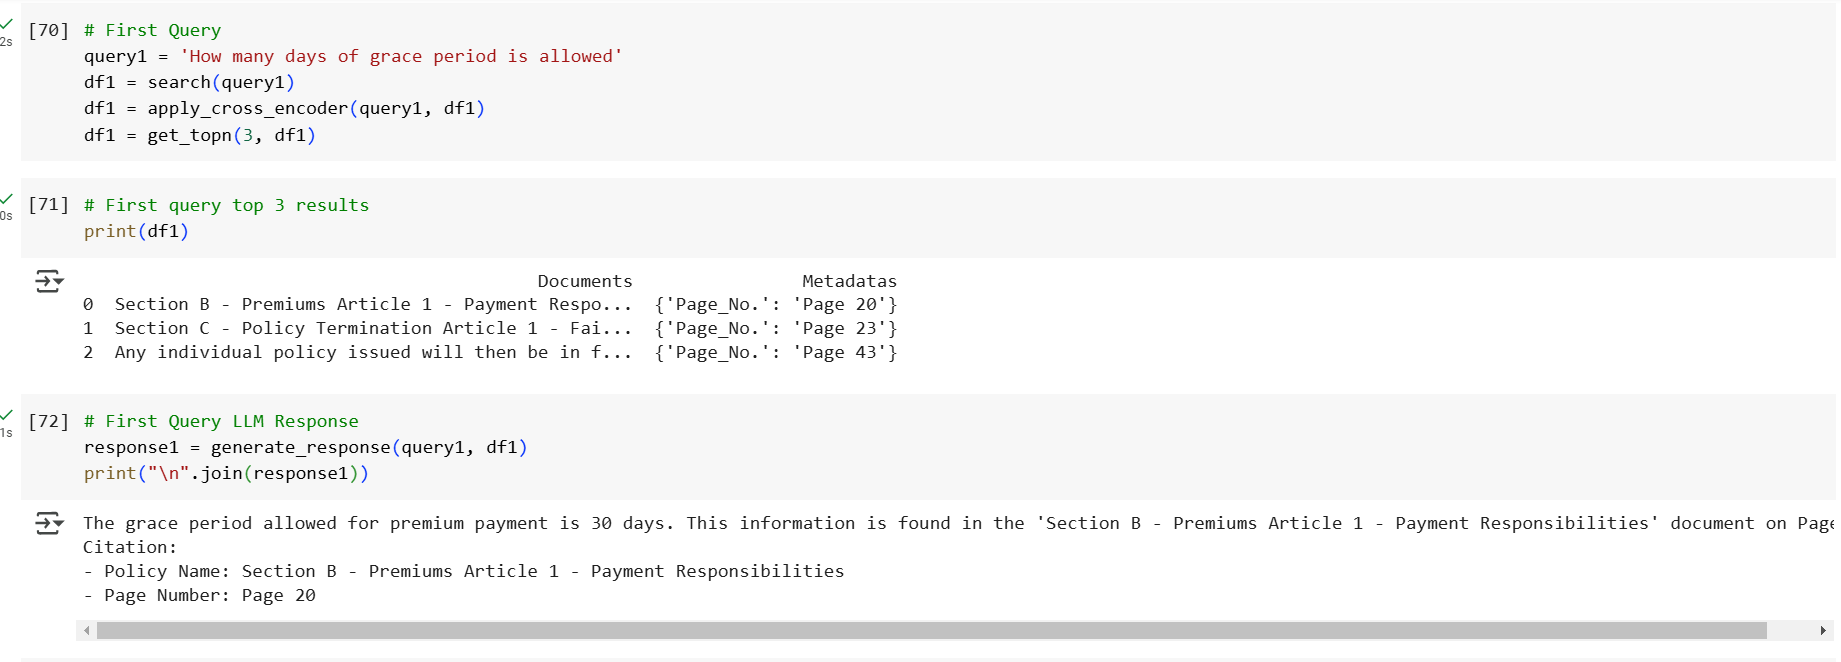 [70] # First Query
2s
query1 = 'How many days of grace period is allowed'
df1 = search(query1)
df1 = apply_cross_encoder(query1, df1)
df1 = get_topn(3, df1)
[71] # First query top 3 results
0s
print(df1)
Documents Metadatas
0 Section B - Premiums Article 1 - Payment Respo... {'Page_No.': 'Page 20'}
1 Section C - Policy Termination Article 1 - Fai... {'Page_No.': 'Page 23'}
2 Any individual policy issued will then be in f... {'Page_No.': 'Page 43'}
[72] # First Query LLM Response
1s
response1 = generate_response(query1, df1)
print("\n".join(response1))
The grace period allowed for premium payment is 30 days. This information is found in the 'Section B - Premiums Article 1 - Payment Responsibilities' document on Page
Citation:
- Policy Name: Section B - Premiums Article 1 - Payment Responsibilities
- Page Number: Page 20